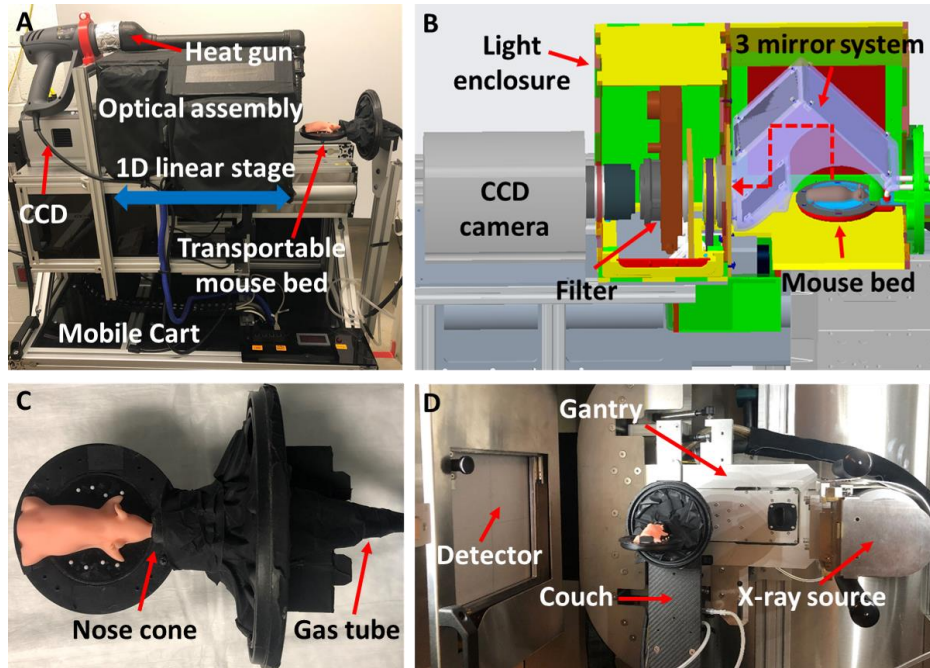 A
Heat gun
Optical assembly
1D linear stage
CCD
Transportable
mouse bed
Mobile Cart
B
Light
enclosure
3 mirror system
CCD
camera
Filter
Mouse bed
C
Nose cone
Gas tube
D
Gantry
Detector
Couch
X-ray source